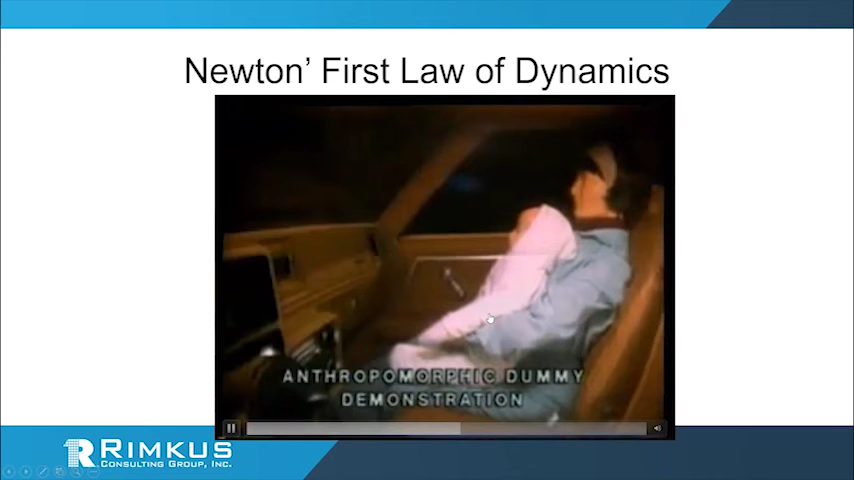 Newton' First Law of Dynamics
ANTHROPOMORPHIC DUMMY
DEMONSTRATION
RIMKUS
CONSULTING GROUP, INC.